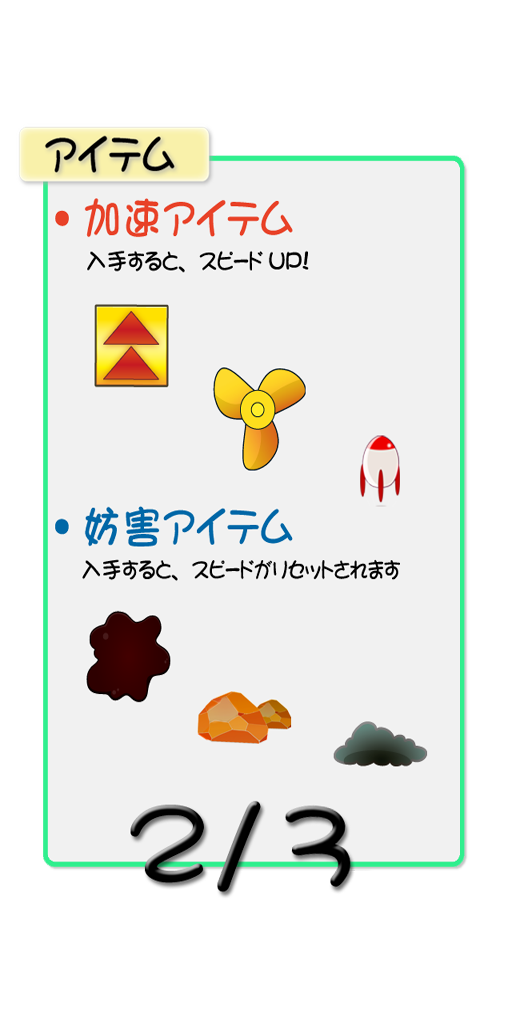 アイテム
• 加速アイテム
入手すると、スピードUP!
• 妨害アイテム
入手すると、スピードがリセットされます
2/3